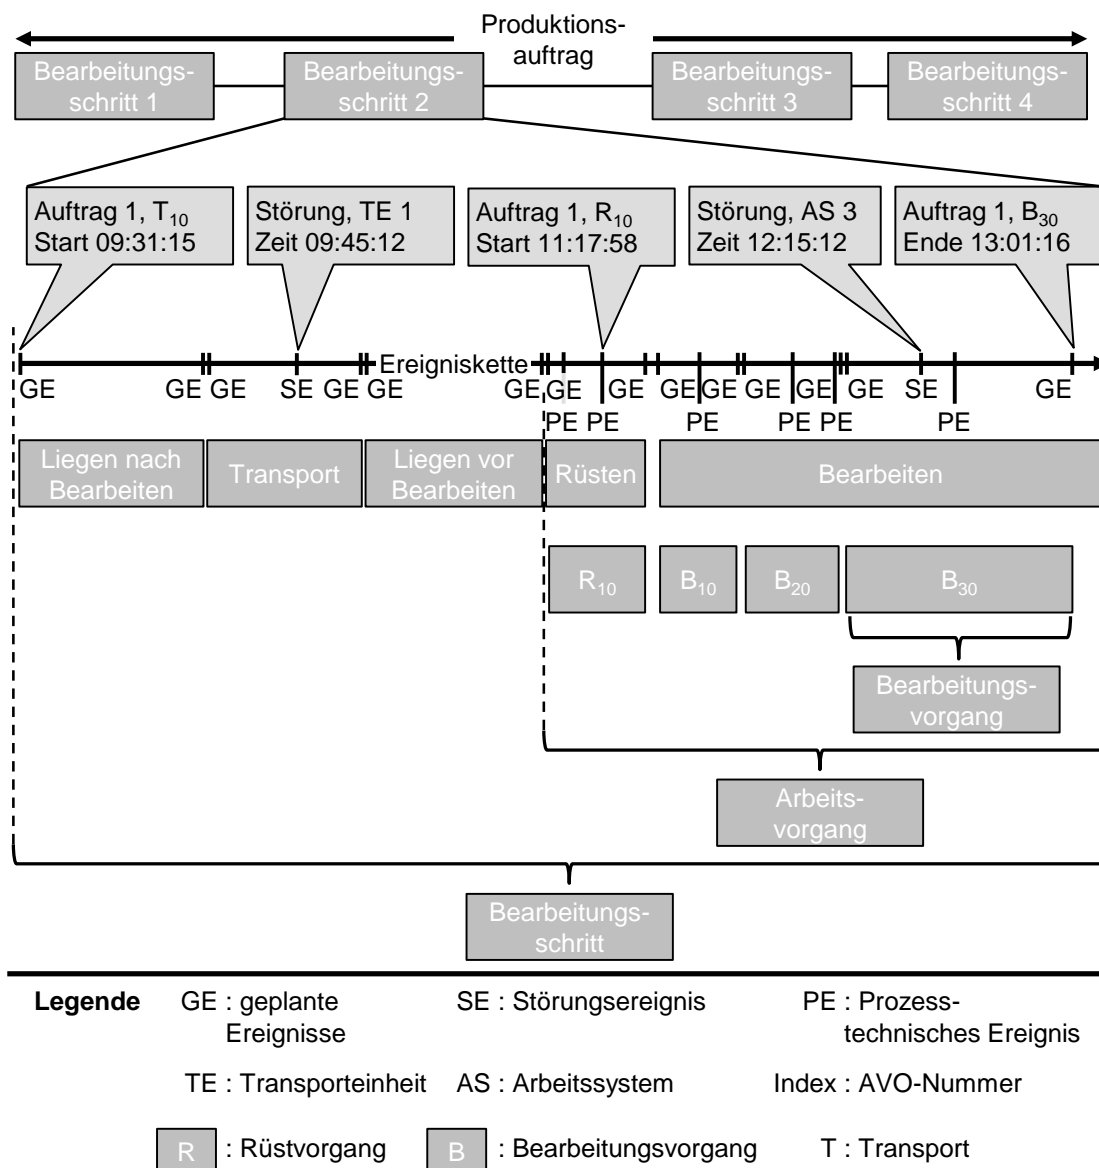 Produktions-
auftrag
Bearbeitungs-
schritt 1
Bearbeitungs-
schritt 2
Bearbeitungs-
schritt 3
Bearbeitungs-
schritt 4
Auftrag 1, T10
Start 09:31:15
Störung, TE 1
Zeit 09:45:12
Auftrag 1, R10
Start 11:17:58
Störung, AS 3
Zeit 12:15:12
Auftrag 1, B30
Ende 13:01:16
Ereigniskette
GE GE GE SE GE GE GE GE GE GE GE GE GE GE SE GE
PE PE PE PE PE PE
Liegen nach
Bearbeiten
Transport
Liegen vor
Bearbeiten
Rüsten
Bearbeiten
R10 B10 B20 B30
Bearbeitungs-
vorgang
Arbeits-
vorgang
Bearbeitungs-
schritt
Legende GE : geplante SE : Störungsereignis PE : Prozess-
Ereignisse technisches Ereignis
TE : Transporteinheit AS : Arbeitssystem Index : AVO-Nummer
R : Rüstvorgang B : Bearbeitungsvorgang T : Transport